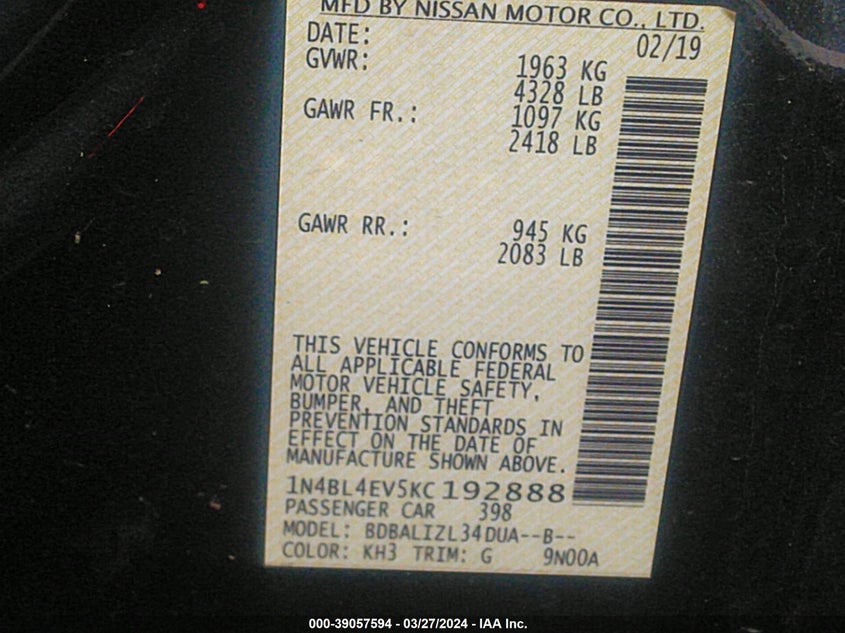 MFD BY NISSAN MOTOR CO., LTD.
DATE: 02/19
GVWR: 1963 KG
4328 LB
GAWR FR.: 1097 KG
2418 LB
GAWR RR.: 945 KG
2083 LB
THIS VEHICLE CONFORMS TO
ALL APPLICABLE FEDERAL
MOTOR VEHICLE SAFETY,
BUMPER, AND THEFT
PREVENTION STANDARDS IN
EFFECT ON THE DATE OF
MANUFACTURE SHOWN ABOVE.
1N4BL4EV5KC192888
PASSENGER CAR 398
MODEL: BDBALIZL34DUA--B--
COLOR: KH3 TRIM: G 9N00A
000-39057594 - 03/27/2024 - IAA Inc.